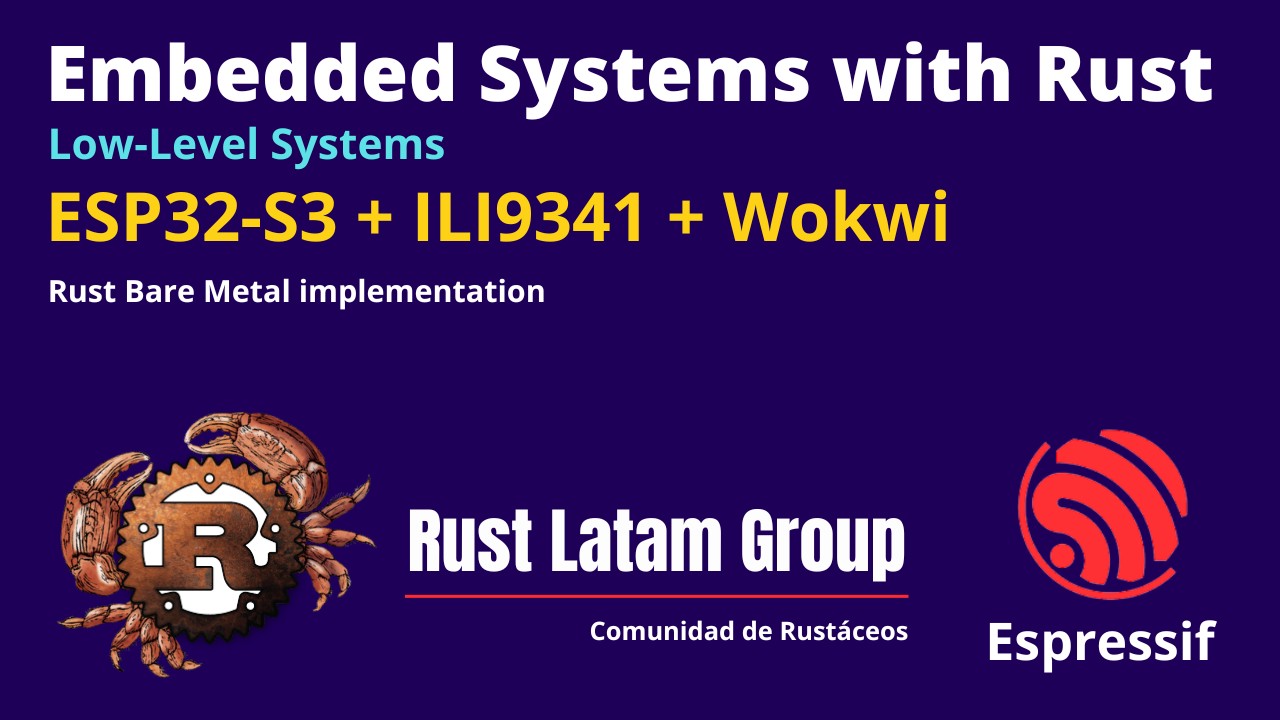 Embedded Systems with Rust
Low-Level Systems
ESP32-S3 + ILI9341 + Wokwi
Rust Bare Metal implementation
R
Rust Latam Group
Comunidad de Rustáceos
Espressif